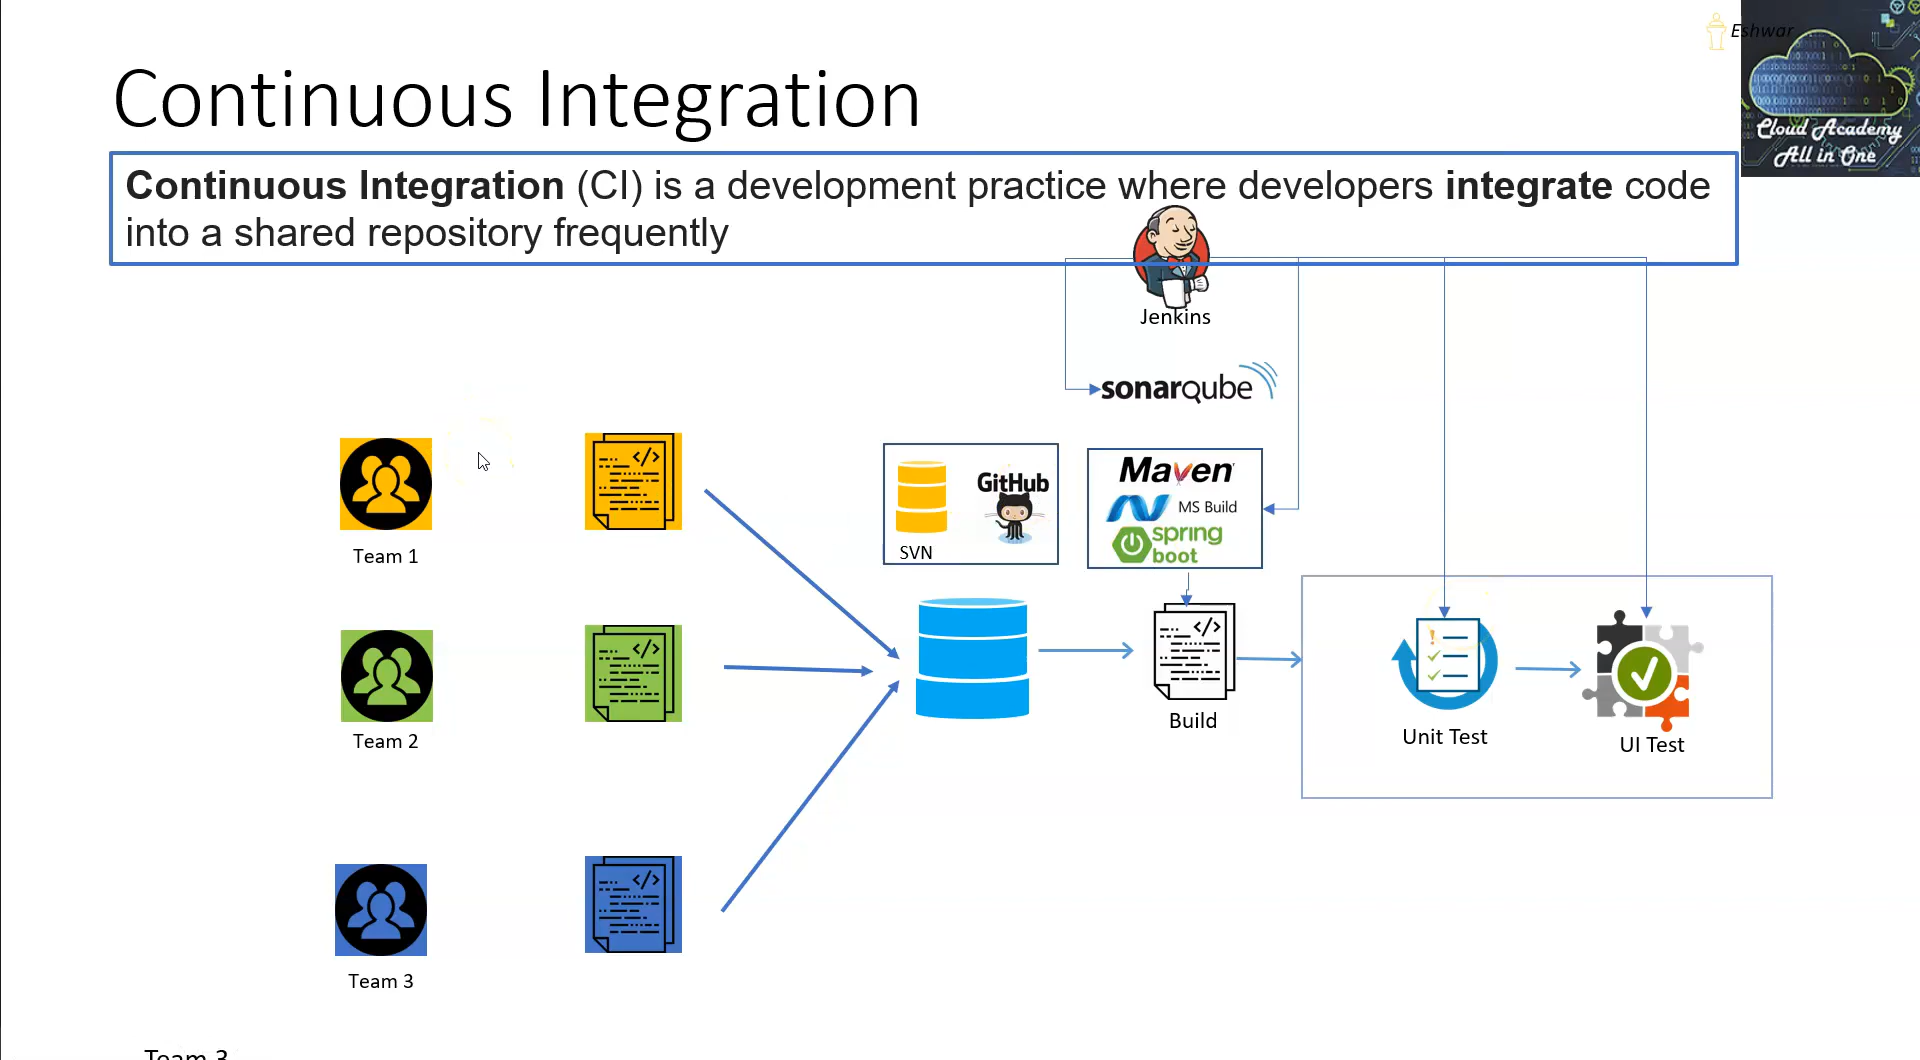 Eshwar
Cloud Academy
All in One
Continuous Integration
Continuous Integration (CI) is a development practice where developers integrate code
into a shared repository frequently
Jenkins
sonarqube
Maven
GitHub
MS Build
spring
boot
SVN
Team 1
Team 2
Build
Unit Test
UI Test
Team 3
Team 3